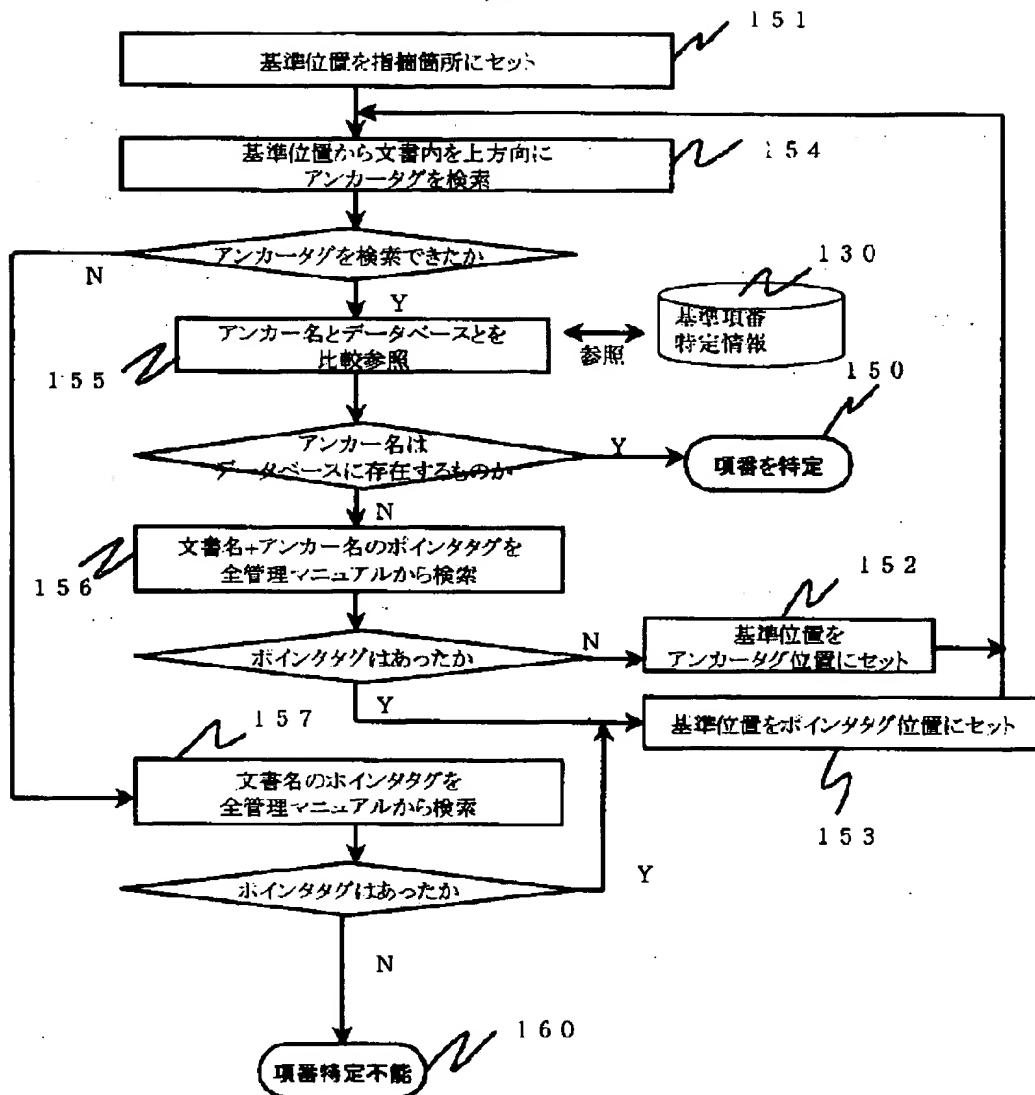 151
基準位置を指摘箇所にセット
154
基準位置から文書内を上方向に
アンカータグを検索
アンカータグを検索できたか
N
Y
130
基準項番
特定情報
アンカー名とデータベースとを
比較参照
参照
155
150
アンカー名は
データベースに存在するものか
Y
項番を特定
N
文書名+アンカー名のポインタタグを
全管理マニュアルから検索
156
152
ポインタタグはあったか
N
基準位置を
アンカータグ位置にセット
Y
157
基準位置をポインタタグ位置にセット
文書名のポインタタグを
全管理マニュアルから検索
153
ポインタタグはあったか
Y
N
160
項番特定不能